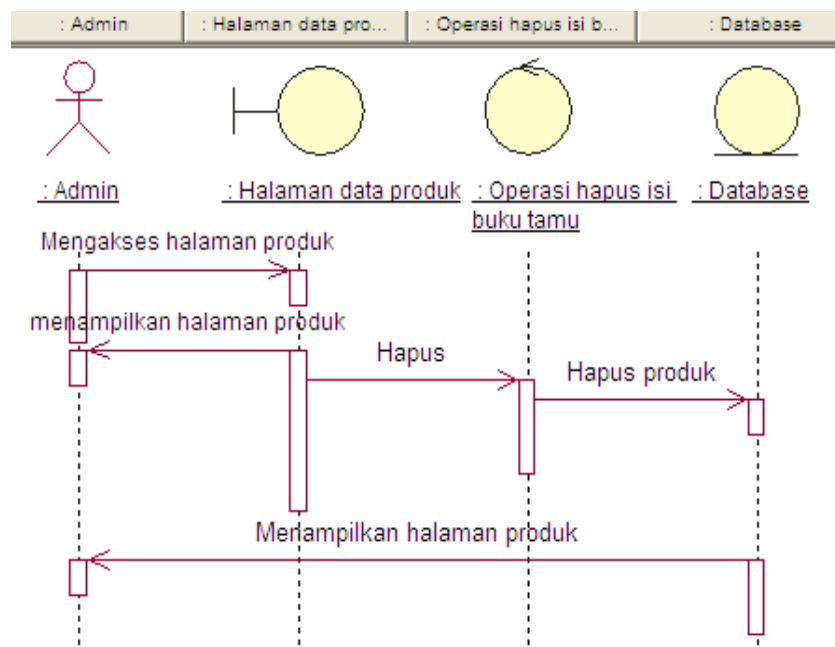 : Admin
: Halaman data pro...
: Operasi hapus isi b...
: Database
: Admin
: Halaman data produk
: Operasi hapus isi
buku tamu
: Database
Mengakses halaman produk
menampilkan halaman produk
Hapus
Hapus produk
Menampilkan halaman produk